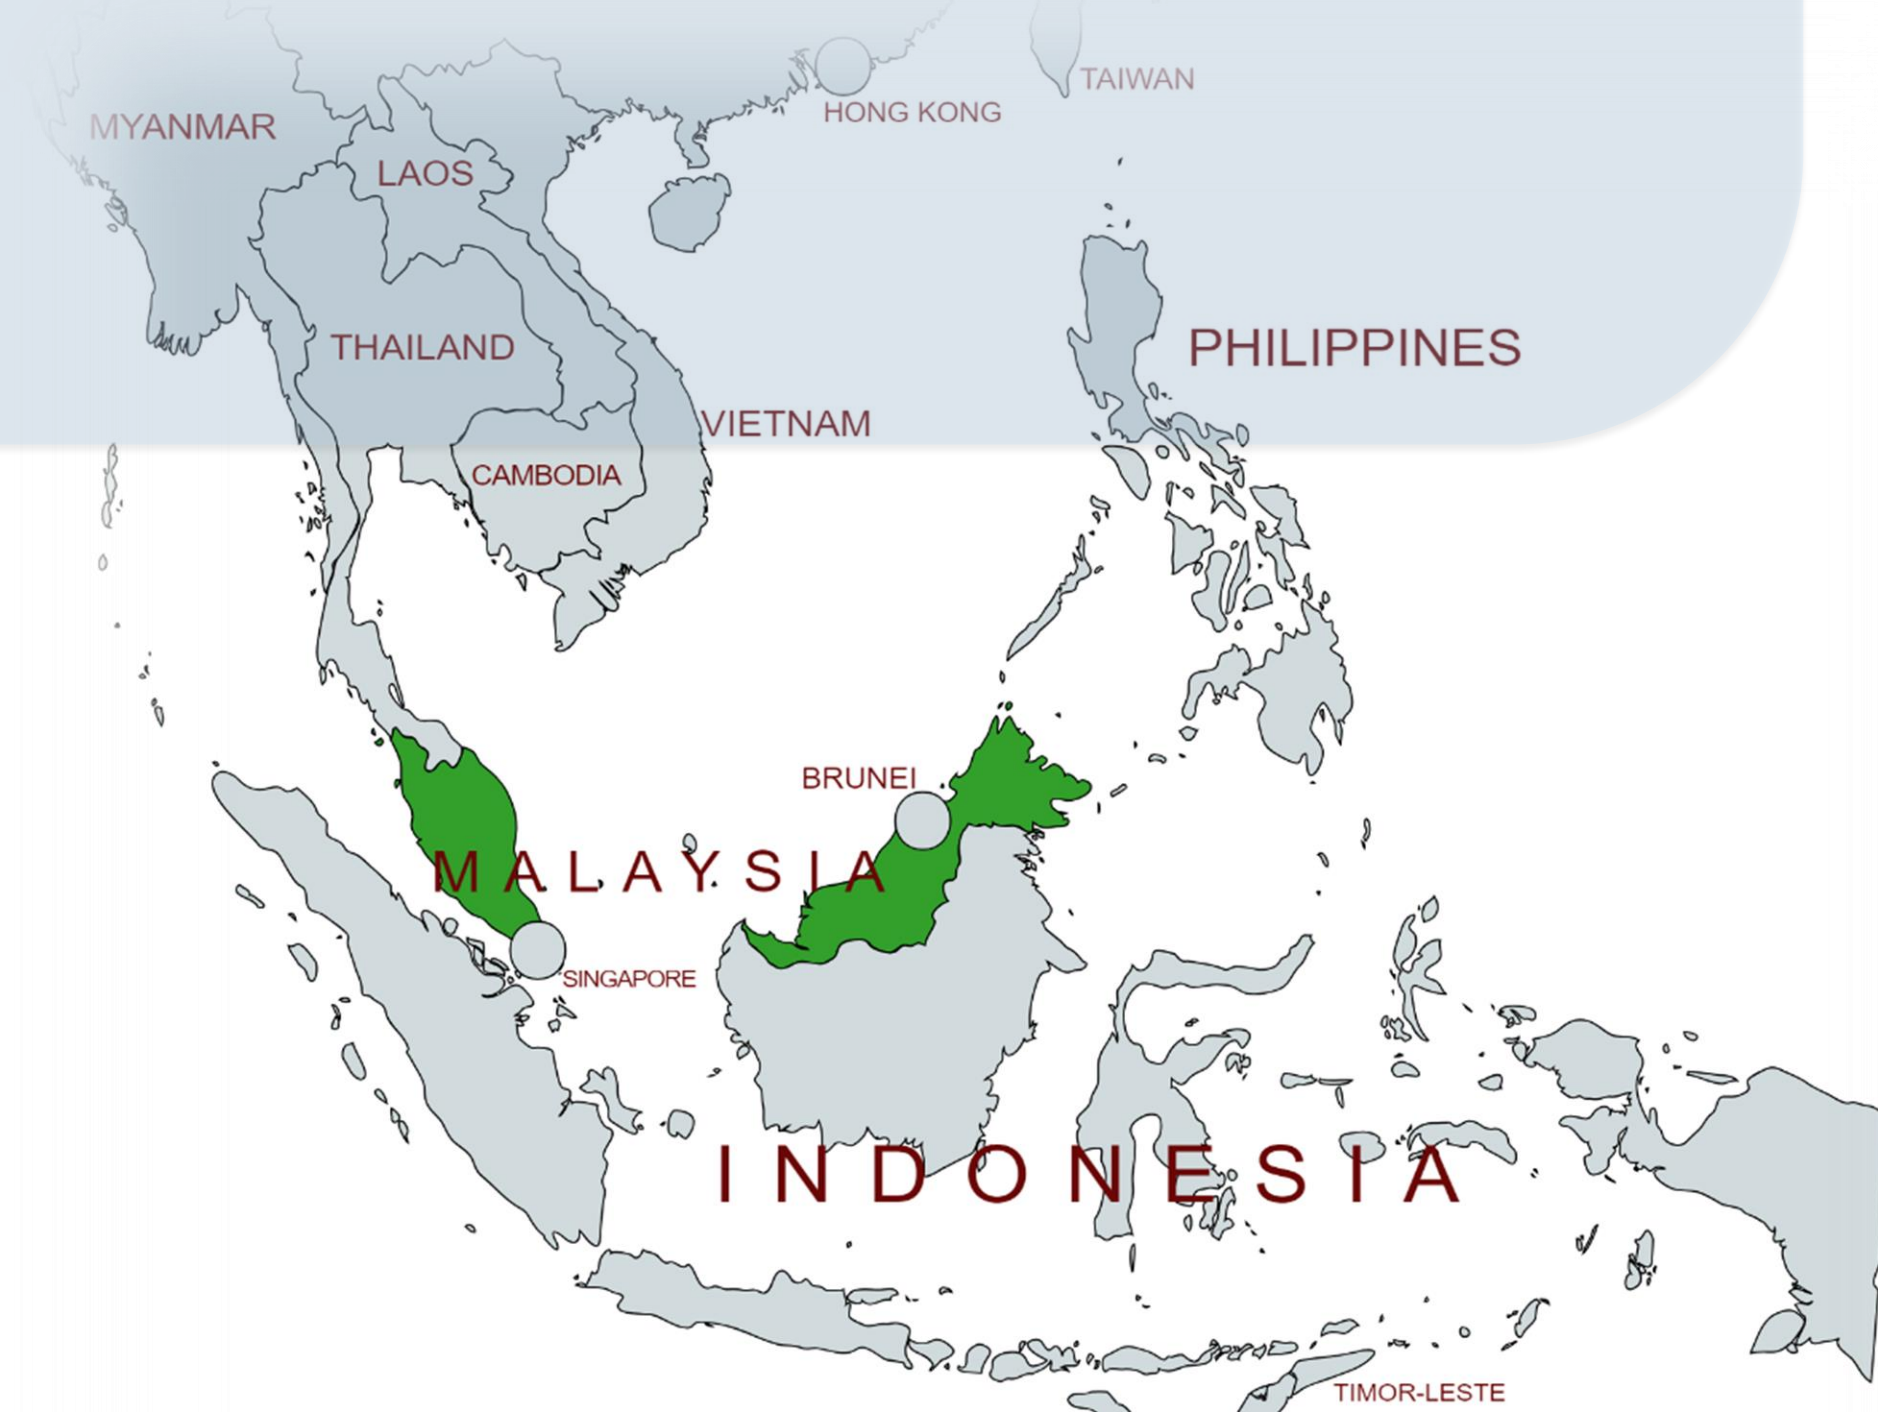 TAIWAN
HONG KONG
MYANMAR
LAOS
THAILAND
PHILIPPINES
VIETNAM
CAMBODIA
BRUNEI
MALAYSIA
SINGAPORE
INDONESIA
TIMOR-LESTE